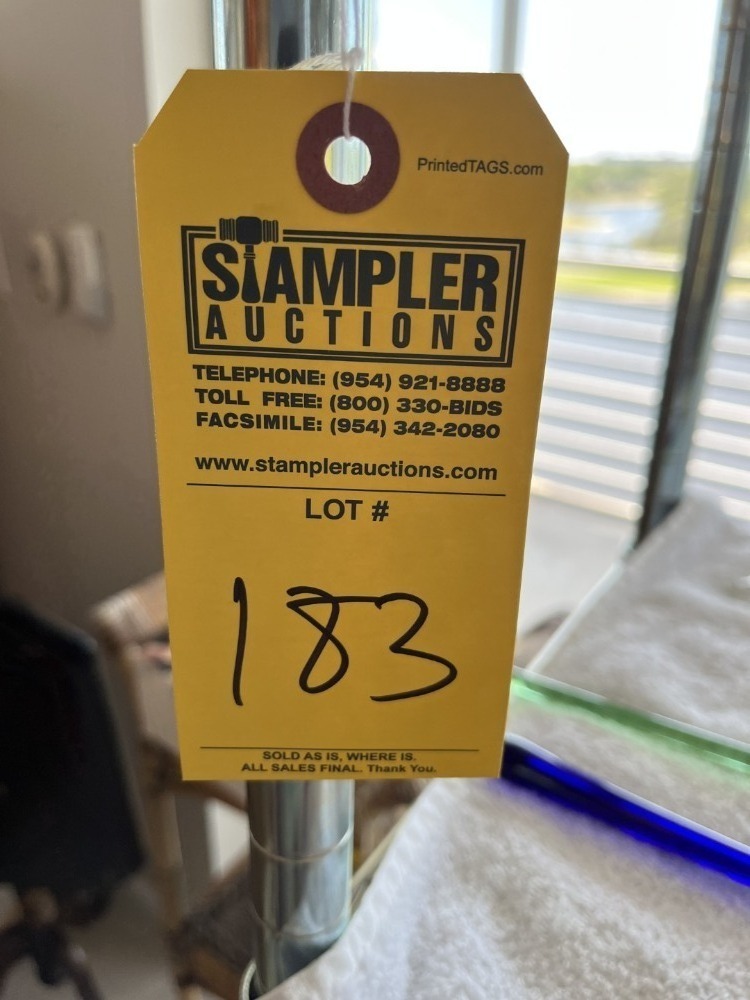 PrintedTAGS.com
STAMPLER
AUCTIONS
TELEPHONE: (954) 921-8888
TOLL FREE: (800) 330-BIDS
FACSIMILE: (954) 342-2080
www.stamplerauctions.com
LOT #
183
SOLD AS IS, WHERE IS.
ALL SALES FINAL. Thank You.